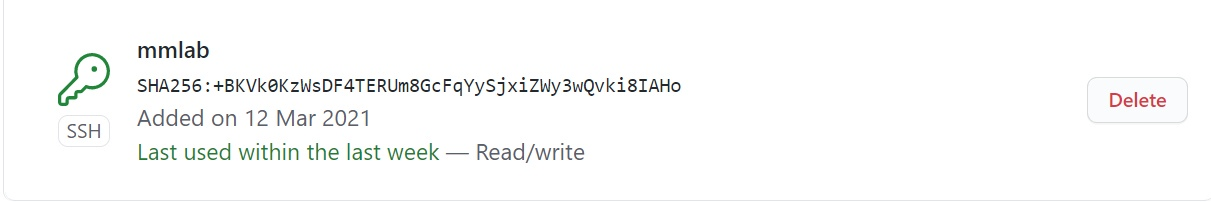 mmlab
SHA256:+BKVk0KzWsDF4TERUm8GcFqYySjxiZWy3wQvki8IAHo
Added on 12 Mar 2021
SSH
Delete
Last used within the last week — Read/write